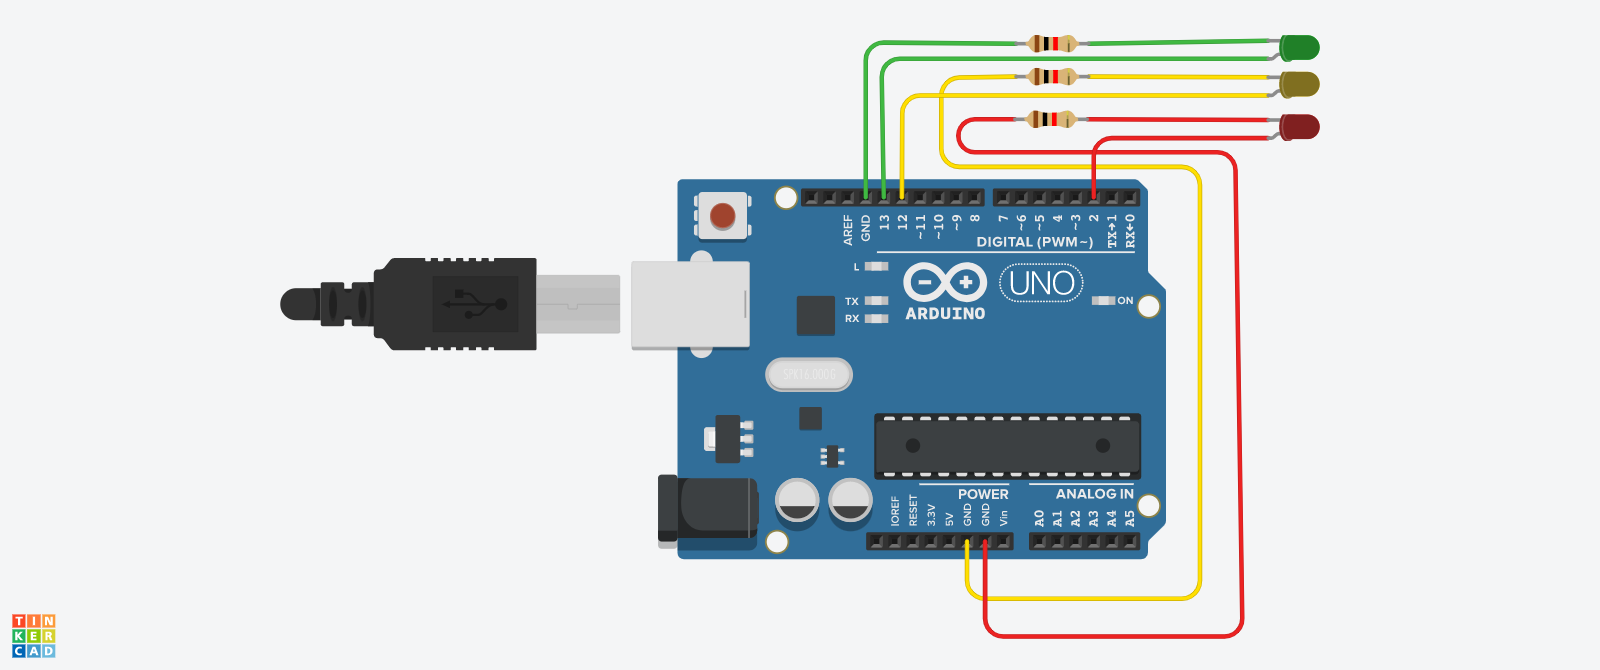 AREF
GND
13
12
~11
~10
~9
8
7
~6
~5
4
~3
2
TX→1
RX←0
DIGITAL (PWM~)
L
TX
RX
UNO
ARDUINO
ON
POWER
ANALOG IN
IOREF
RESET
3.3V
5V
GND
GND
Vin
A0
A1
A2
A3
A4
A5
TIN
KER
CAD